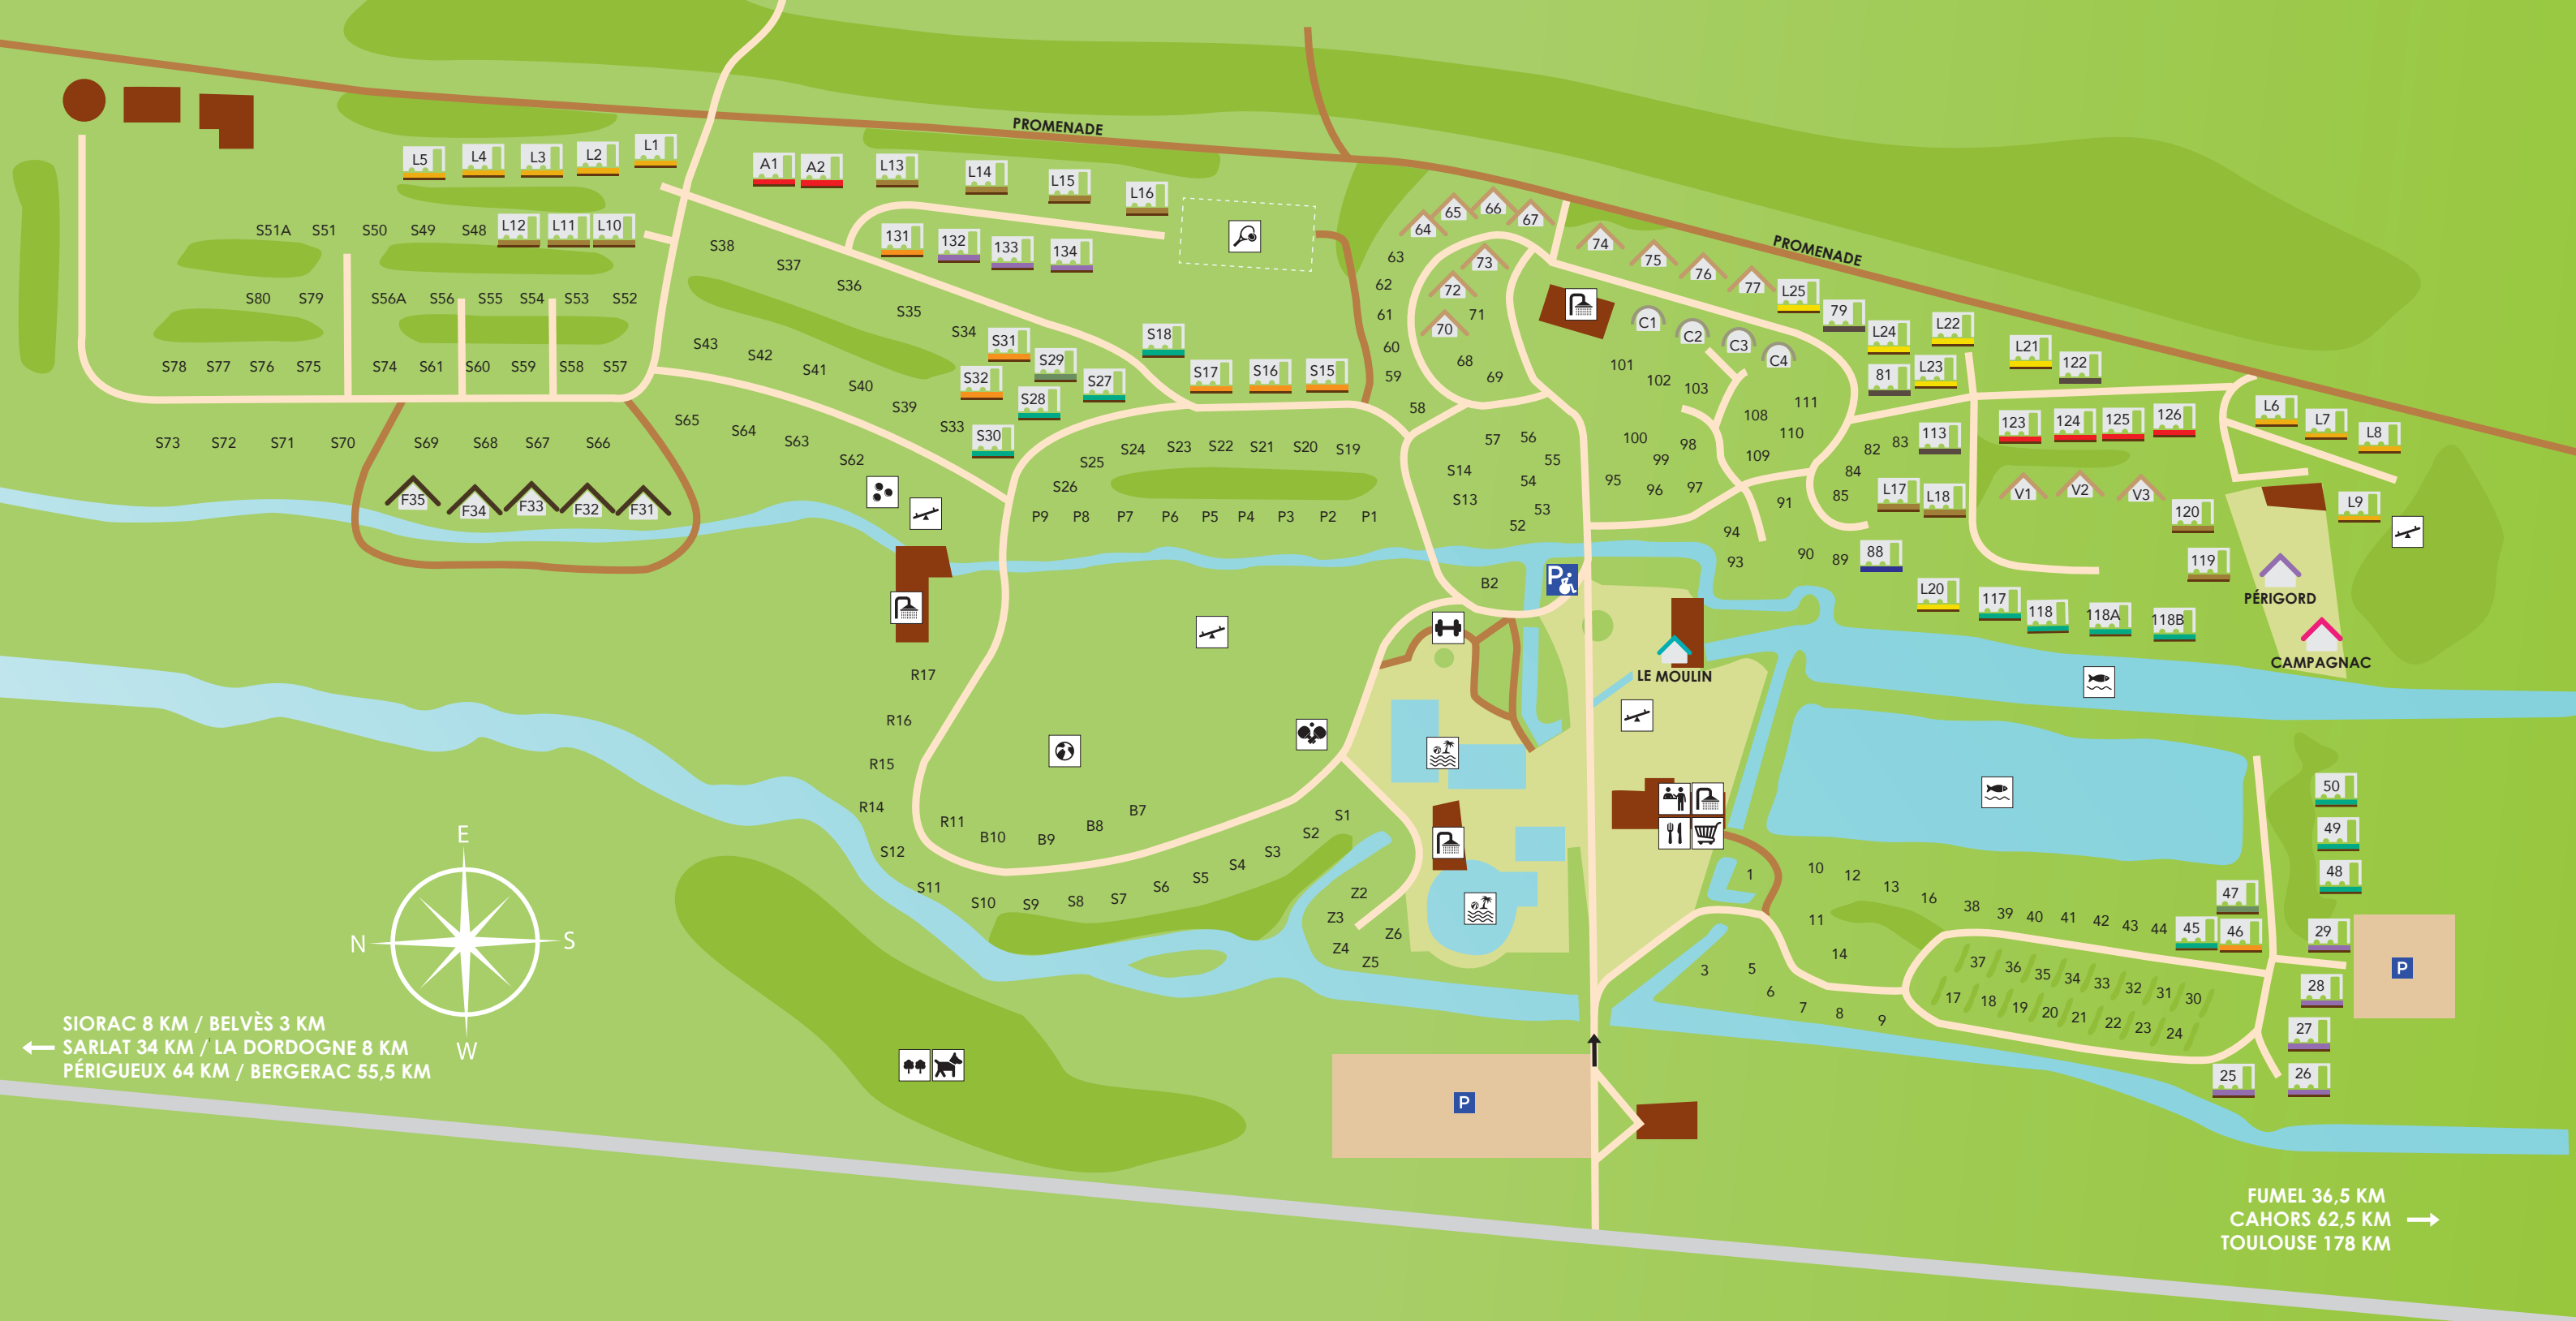 PROMENADE
L5 L4 L3 L2 L1
A1 A2 L13 L14 L15 L16
65 66 67
64
S51A S51 S50 S49 S48 L12 L11 L10
131 132 133 134
S38 S37 S36 S35 S34
63 73 74 75 76 77
PROMENADE
62 72
61 70 71
60 68
59 69
58
S80 S79 S56A S56 S55 S54 S53 S52
L25 79 L24 L22
C1 C2 C3 C4
81 L23 L21 122
S43 S42 S41 S40 S39 S33
S31 S29 S18
S32 S28 S27 S17 S16 S15
S30
S78 S77 S76 S75 S74 S61 S60 S59 S58 S57
101 102 103
108 111
110
109
100 98
99
95 96 97
L6 L7 L8
123 124 125 126
82 83 113
84
85 L17 L18
V1 V2 V3
120 L9
119
S65 S64 S63 S62
S73 S72 S71 S70 S69 S68 S67 S66
F35 F34 F33 F32 F31
S25 S24 S23 S22 S21 S20 S19
S26
P9 P8 P7 P6 P5 P4 P3 P2 P1
57 56
S14 55
54
S13 53
52
91
94
93 90 89 88
B2
P
PÉRIGORD
L20 117 118 118A 118B
CAMPAGNAC
LE MOULIN
R17
R16
R15
R14
R11 B10 B9 B8 B7
S12
S11
S10 S9 S8 S7 S6 S5 S4 S3 S2 S1
Z2
Z3
Z4 Z6
Z5
50
49
48
47
1 10 12 13 16 38 39 40 41 42 43 44 45 46 29
11
14
3 5
6
7 8 9
37 36 35 34 33 32 31 30
17 18 19 20 21 22 23 24
28
27
25 26
P
P
E
N S
W
SIORAC 8 KM / BELVÈS 3 KM
SARLAT 34 KM / LA DORDOGNE 8 KM
PÉRIGUEUX 64 KM / BERGERAC 55,5 KM
FUMEL 36,5 KM
CAHORS 62,5 KM
TOULOUSE 178 KM